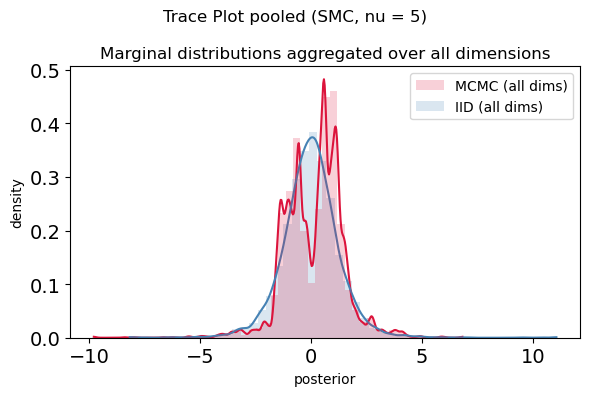 Trace Plot pooled (SMC, nu = 5)
Marginal distributions aggregated over all dimensions
MCMC (all dims)
IID (all dims)
density
0.5
0.4
0.3
0.2
0.1
0.0
−10 −5 0 5 10
posterior